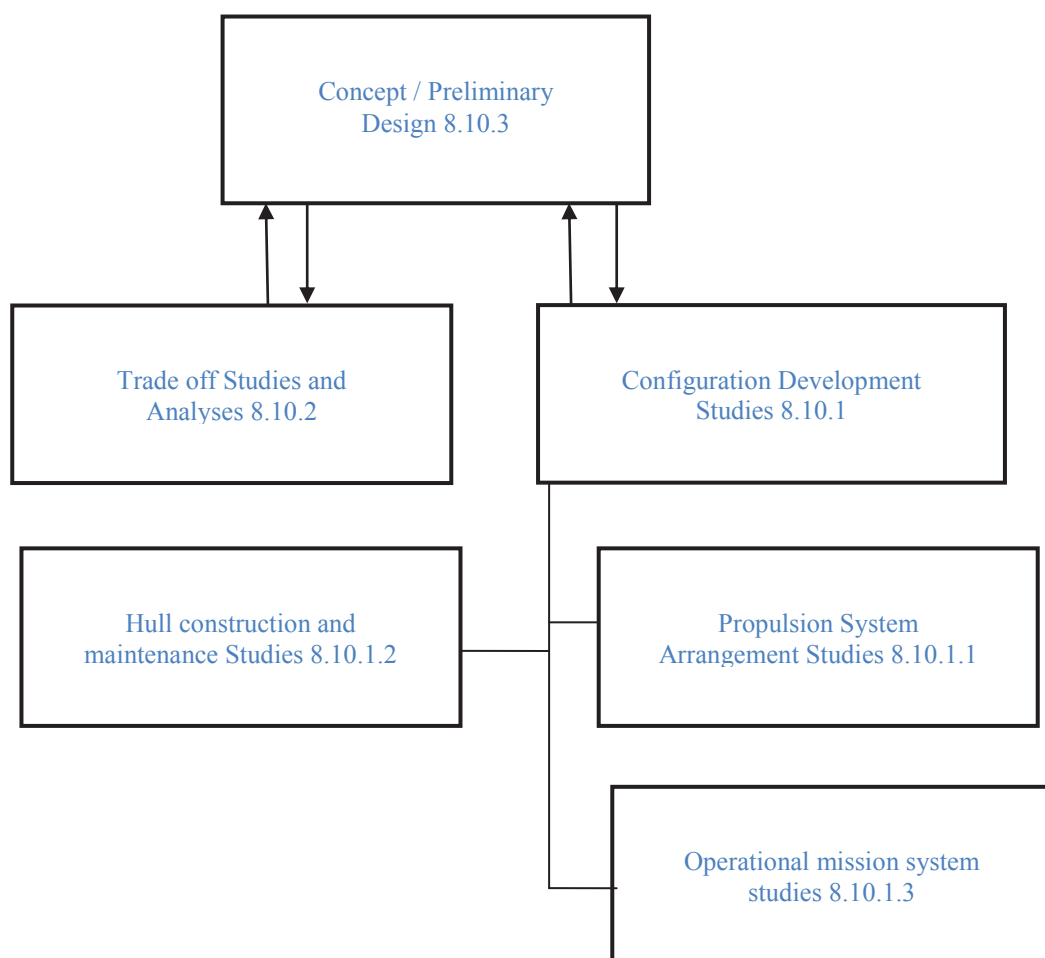 Concept / Preliminary
Design 8.10.3
Trade off Studies and
Analyses 8.10.2
Configuration Development
Studies 8.10.1
Hull construction and
maintenance Studies 8.10.1.2
Propulsion System
Arrangement Studies 8.10.1.1
Operational mission system
studies 8.10.1.3